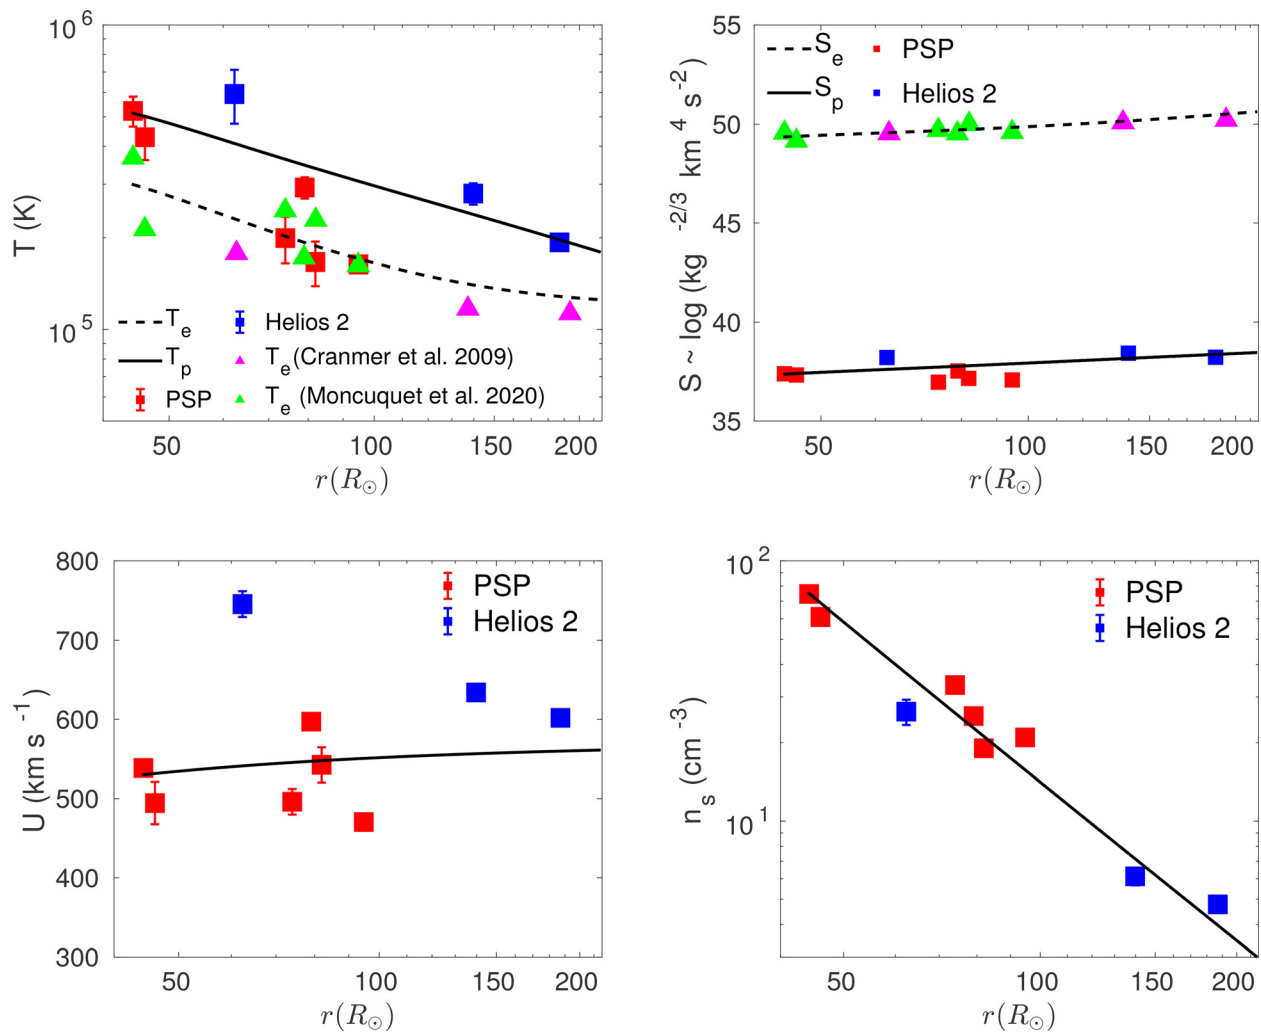 10^6
T (K)
10^5
T_e
T_p
PSP
Helios 2
T_e (Cranmer et al. 2009)
T_e (Moncuquet et al. 2020)
50 100 150 200
r(R_⊙)
55
50
45
40
35
S ~ log (kg^-2/3 km^4 s^-2)
S_e
S_p
PSP
Helios 2
50 100 150 200
r(R_⊙)
800
700
600
500
400
300
U (km s^-1)
PSP
Helios 2
50 100 150 200
r(R_⊙)
10^2
10^1
n_s (cm^-3)
PSP
Helios 2
50 100 150 200
r(R_⊙)